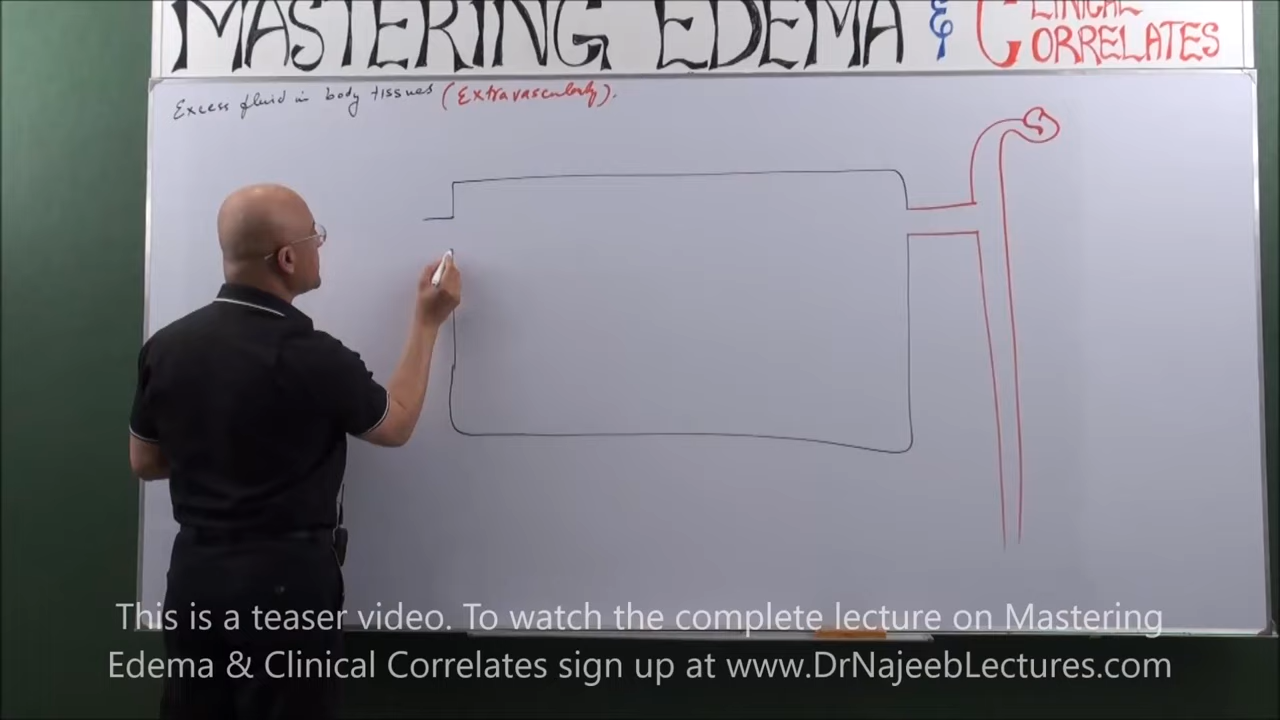 MASTERING EDEMA & CLINICAL CORRELATES
Excess fluid in body tissues (Extravascularly).
This is a teaser video. To watch the complete lecture on Mastering
Edema & Clinical Correlates sign up at www.DrNajeebLectures.com